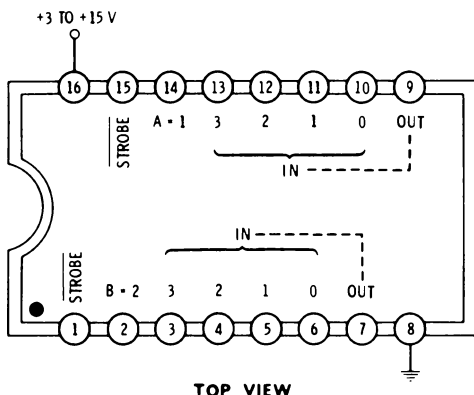 +3 TO +15 V
16 15 14 13 12 11 10 9
STROBE A = 1 3 2 1 0 OUT
IN
IN
STROBE B = 2 3 2 1 0 OUT
1 2 3 4 5 6 7 8
TOP VIEW